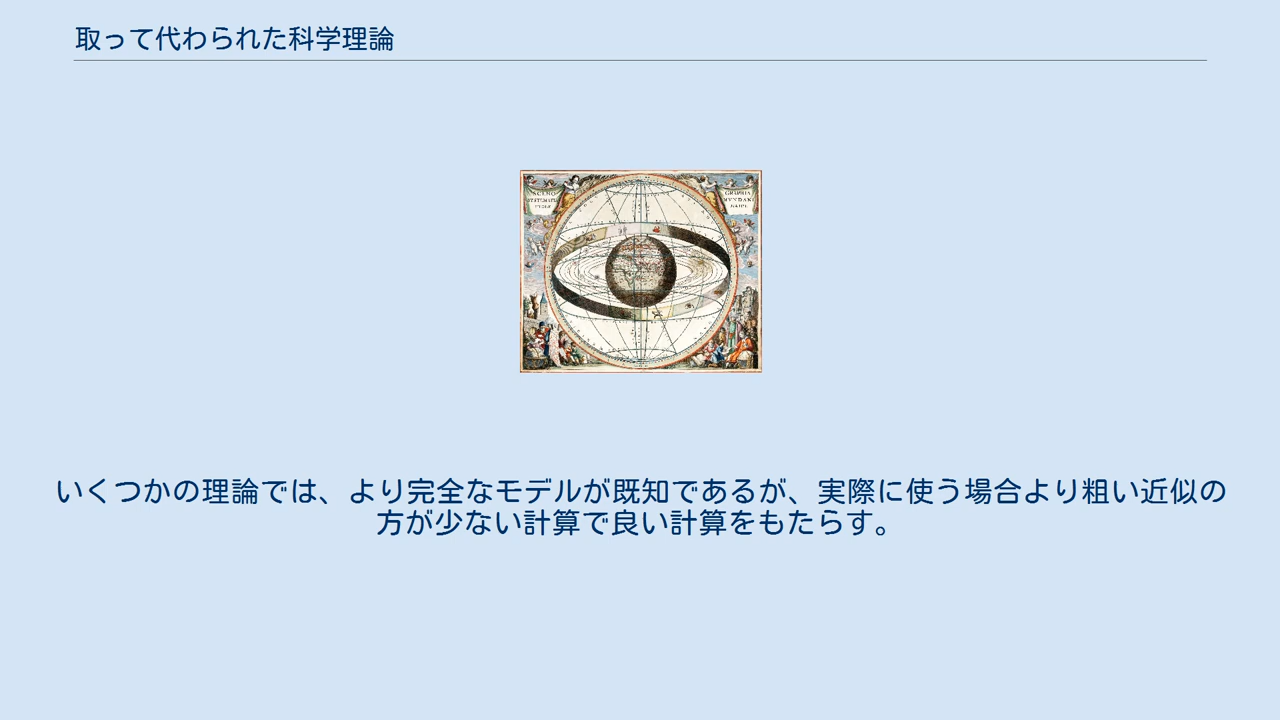 取って代わられた科学理論
いくつかの理論では、より完全なモデルが既知であるが、実際に使う場合より粗い近似の
方が少ない計算で良い計算をもたらす。